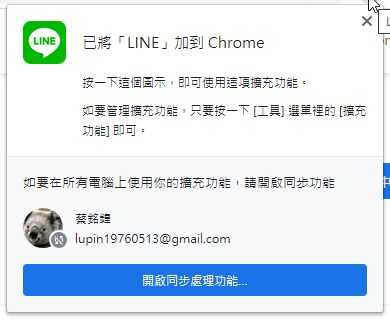 LINE
已將「LINE」加到 Chrome
按一下這個圖示，即可使用這項擴充功能。
如要管理擴充功能，只要按一下 [工具] 選單裡的 [擴充
功能] 即可。
如要在所有電腦上使用你的擴充功能，請開啟同步功能
蔡銘鍠
lupin19760513@gmail.com
開啟同步處理功能...